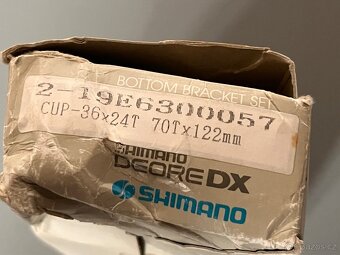 BOTTOM BRACKET SET
2-19E6300057
CUP-36×24T 70T×122mm
SHIMANO
DEORE DX
SHIMANO